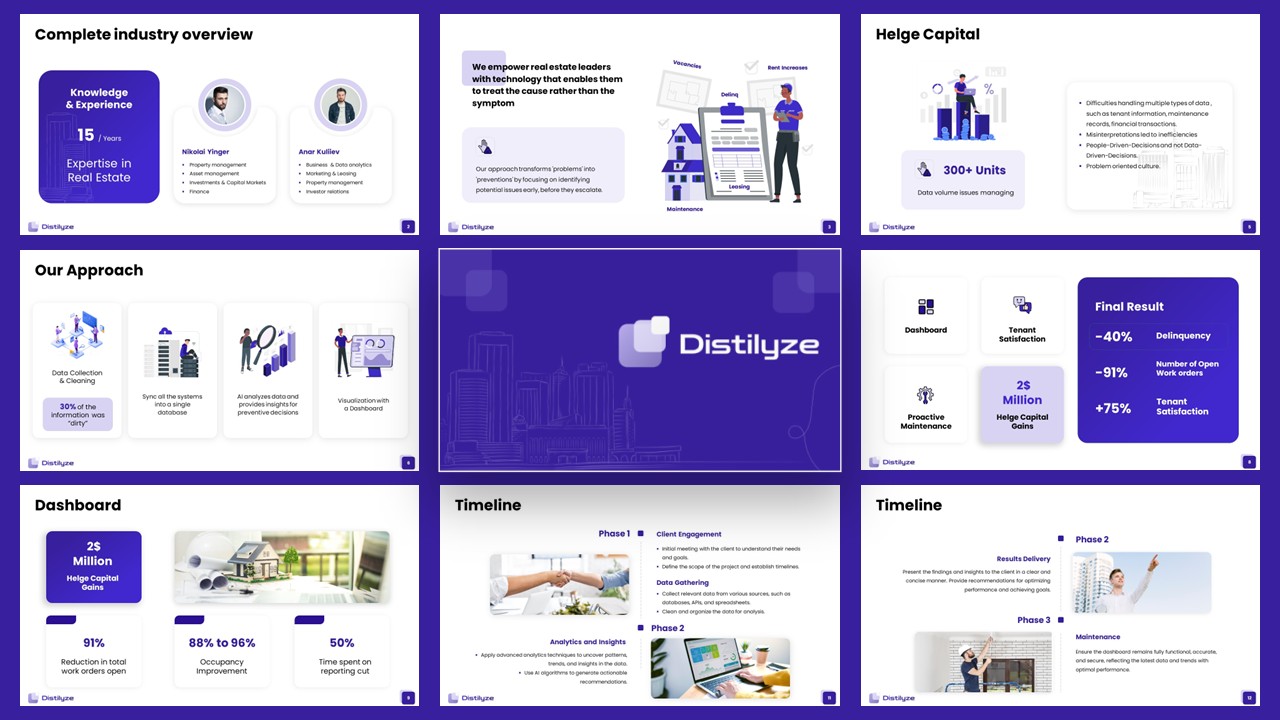 Complete industry overview
Knowledge
& Experience
15 / Years
Expertise in
Real Estate
Nikolai Yinger
• Property management
• Asset management
• Investments & Capital Markets
• Finance
Anar Kuliiev
• Business & Data analytics
• Marketing & Leasing
• Property management
• Investor relations
Distilyze
2
We empower real estate leaders
with technology that enables them
to treat the cause rather than the
symptom
Our approach transforms 'problems' into
'preventions' by focusing on identifying
potential issues early, before they escalate.
Vacancies
Rent Increases
Delinq
Leasing
Maintenance
Distilyze
3
Helge Capital
300+ Units
Data volume issues managing
• Difficulties handling multiple types of data ,
such as tenant information, maintenance
records, financial transactions.
• Misinterpretations led to inefficiencies
• People-Driven-Decisions and not Data-
Driven-Decisions.
• Problem oriented culture.
Distilyze
5
Our Approach
Data Collection
& Cleaning
30% of the
information was
"dirty"
Sync all the systems
into a single
database
AI analyzes data and
provides insights for
preventive decisions
Visualization with
a Dashboard
Distilyze
6
Distilyze
Dashboard
Tenant
Satisfaction
Proactive
Maintenance
2$
Million
Helge Capital
Gains
Final Result
-40% Delinquency
-91% Number of Open
Work orders
+75% Tenant
Satisfaction
Distilyze
8
Dashboard
2$
Million
Helge Capital
Gains
91%
Reduction in total
work orders open
88% to 96%
Occupancy
Improvement
50%
Time spent on
reporting cut
Distilyze
9
Timeline
Phase 1
Client Engagement
• Initial meeting with the client to understand their needs
and goals.
• Define the scope of the project and establish timelines.
Data Gathering
• Collect relevant data from various sources, such as
databases, APIs, and spreadsheets.
• Clean and organize the data for analysis.
Phase 2
Analytics and Insights
• Apply advanced analytics techniques to uncover patterns,
trends, and insights in the data.
• Use AI algorithms to generate actionable
recommendations.
Distilyze
11
Timeline
Phase 2
Results Delivery
Present the findings and insights to the client in a clear and
concise manner. Provide recommendations for optimizing
performance and achieving goals.
Phase 3
Maintenance
Ensure the dashboard remains fully functional, accurate,
and secure, reflecting the latest data and trends with
optimal performance.
Distilyze
12